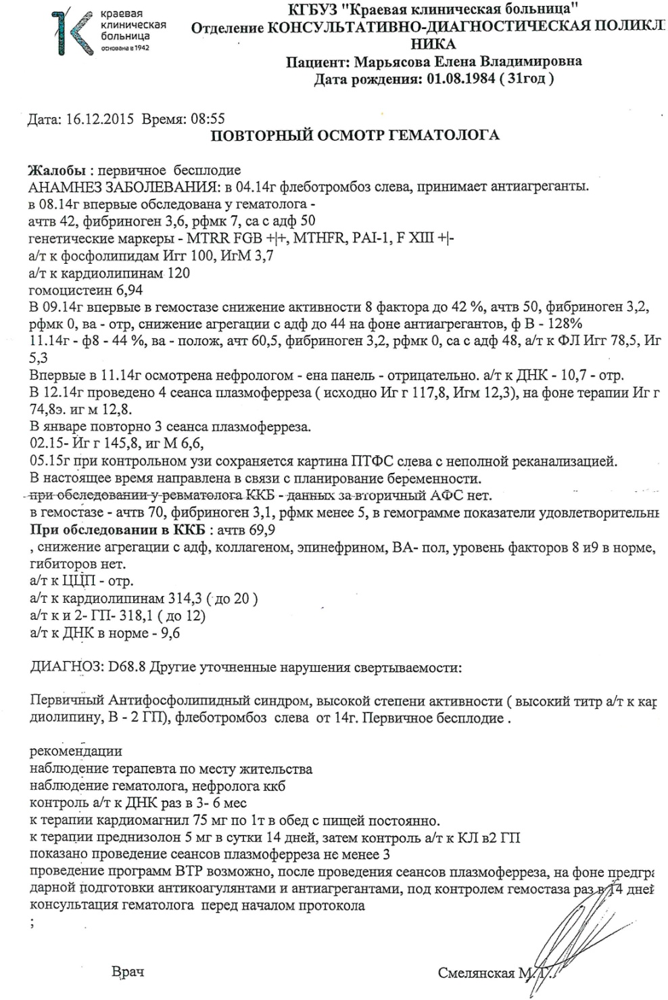 краевая
клиническая
больница
основана в 1942
КГБУЗ "Краевая клиническая больница"
Отделение КОНСУЛЬТАТИВНО-ДИАГНОСТИЧЕСКАЯ ПОЛИКЛ
НИКА
Пациент: Марьясова Елена Владимировна
Дата рождения: 01.08.1984 ( 31год )
Дата: 16.12.2015 Время: 08:55
ПОВТОРНЫЙ ОСМОТР ГЕМАТОЛОГА
Жалобы : первичное бесплодие
АНАМНЕЗ ЗАБОЛЕВАНИЯ: в 04.14г флеботромбоз слева, принимает антиагреганты.
в 08.14г впервые обследована у гематолога -
ачтв 42, фибриноген 3,6, рфмк 7, са с адф 50
генетические маркеры - MTRR FGB +|+, MTHFR, PAI-1, F XIII +|-
а/т к фосфолипидам Игг 100, ИгМ 3,7
а/т к кардиолипинам 120
гомоцистеин 6,94
В 09.14г впервые в гемостазе снижение активности 8 фактора до 42 %, ачтв 50, фибриноген 3,2,
рфмк 0, ва - отр, снижение агрегации с адф до 44 на фоне антиагрегантов, ф В - 128%
11.14г - ф8 - 44 %, ва - полож, ачт 60,5, фибриноген 3,2, рфмк 0, са с адф 48, а/т к ФЛ Игг 78,5, Иг
5,3
Впервые в 11.14г осмотрена нефрологом - ена панель - отрицательно. а/т к ДНК - 10,7 - отр.
В 12.14г проведено 4 сеанса плазмоферреза ( исходно Иг г 117,8, Игм 12,3), на фоне терапии Иг г
74,8э. иг м 12,8.
В январе повторно 3 сеанса плазмоферреза.
02.15- Иг г 145,8, иг М 6,6,
05.15г при контрольном узи сохраняется картина ПТФС слева с неполной реканализацией.
В настоящее время направлена в связи с планирование беременности.
при обследовании у ревматолога ККБ - данных за вторичный АФС нет.
в гемостазе - ачтв 70, фибриноген 3,1, рфмк менее 5, в гемограмме показатели удовлетворительны
При обследовании в ККБ : ачтв 69,9
, снижение агрегации с адф, коллагеном, эпинефрином, ВА- пол, уровень факторов 8 и9 в норме,
гибиторов нет.
а/т к ЦЦП - отр.
а/т к кардиолипинам 314,3 ( до 20 )
а/т к и 2- ГП- 318,1 ( до 12)
а/т к ДНК в норме - 9,6
ДИАГНОЗ: D68.8 Другие уточненные нарушения свертываемости:
Первичный Антифосфолипидный синдром, высокой степени активности ( высокий титр а/т к кар
диолипину, В - 2 ГП), флеботромбоз слева от 14г. Первичное бесплодие .
рекомендации
наблюдение терапевта по месту жительства
наблюдение гематолога, нефролога ккб
контроль а/т к ДНК раз в 3- 6 мес
к терапии кардиомагнил 75 мг по 1т в обед с пищей постоянно.
к терапии преднизолон 5 мг в сутки 14 дней, затем контроль а/т к КЛ в2 ГП
показано проведение сеансов плазмоферреза не менее 3
проведение программ ВТР возможно, после проведения сеансов плазмоферреза, на фоне предгра
дарной подготовки антикоагулянтами и антиагрегантами, под контролем гемостаза раз в 14 дней
консультация гематолога перед началом протокола
;
Врач
Смелянская М. Г.